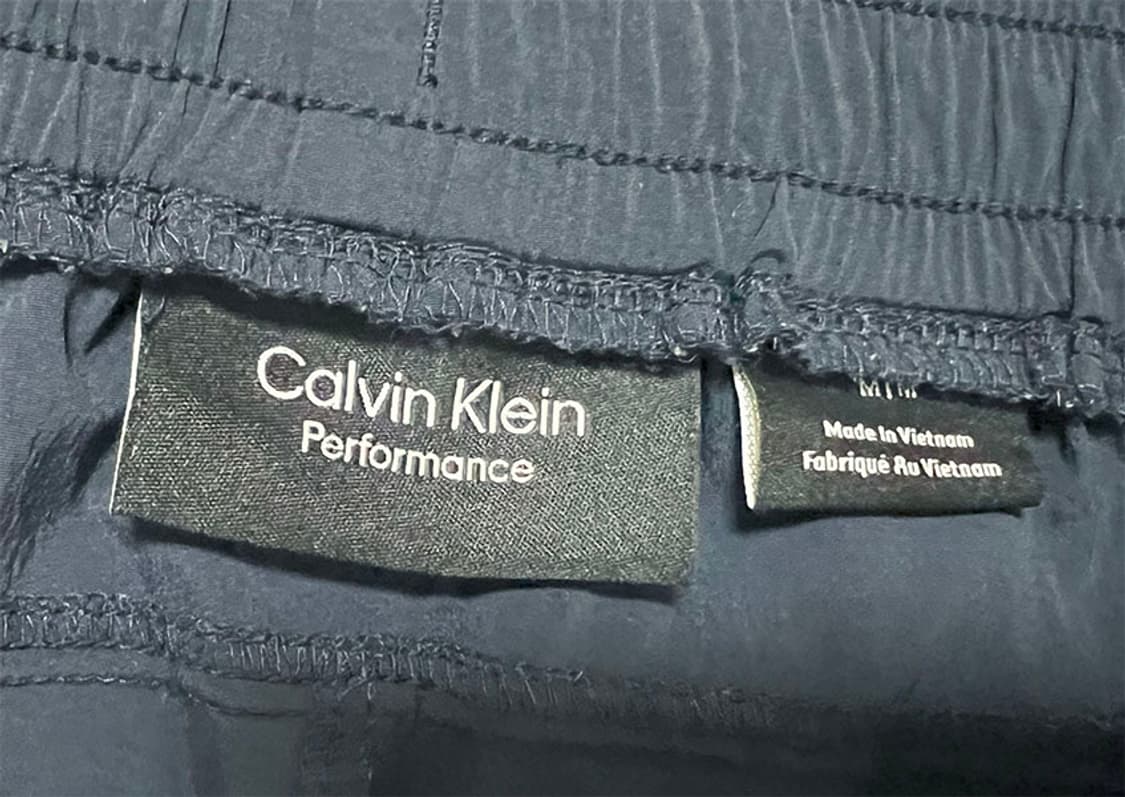 Calvin Klein
Performance
Made In Vietnam
Fabriqué Au Vietnam